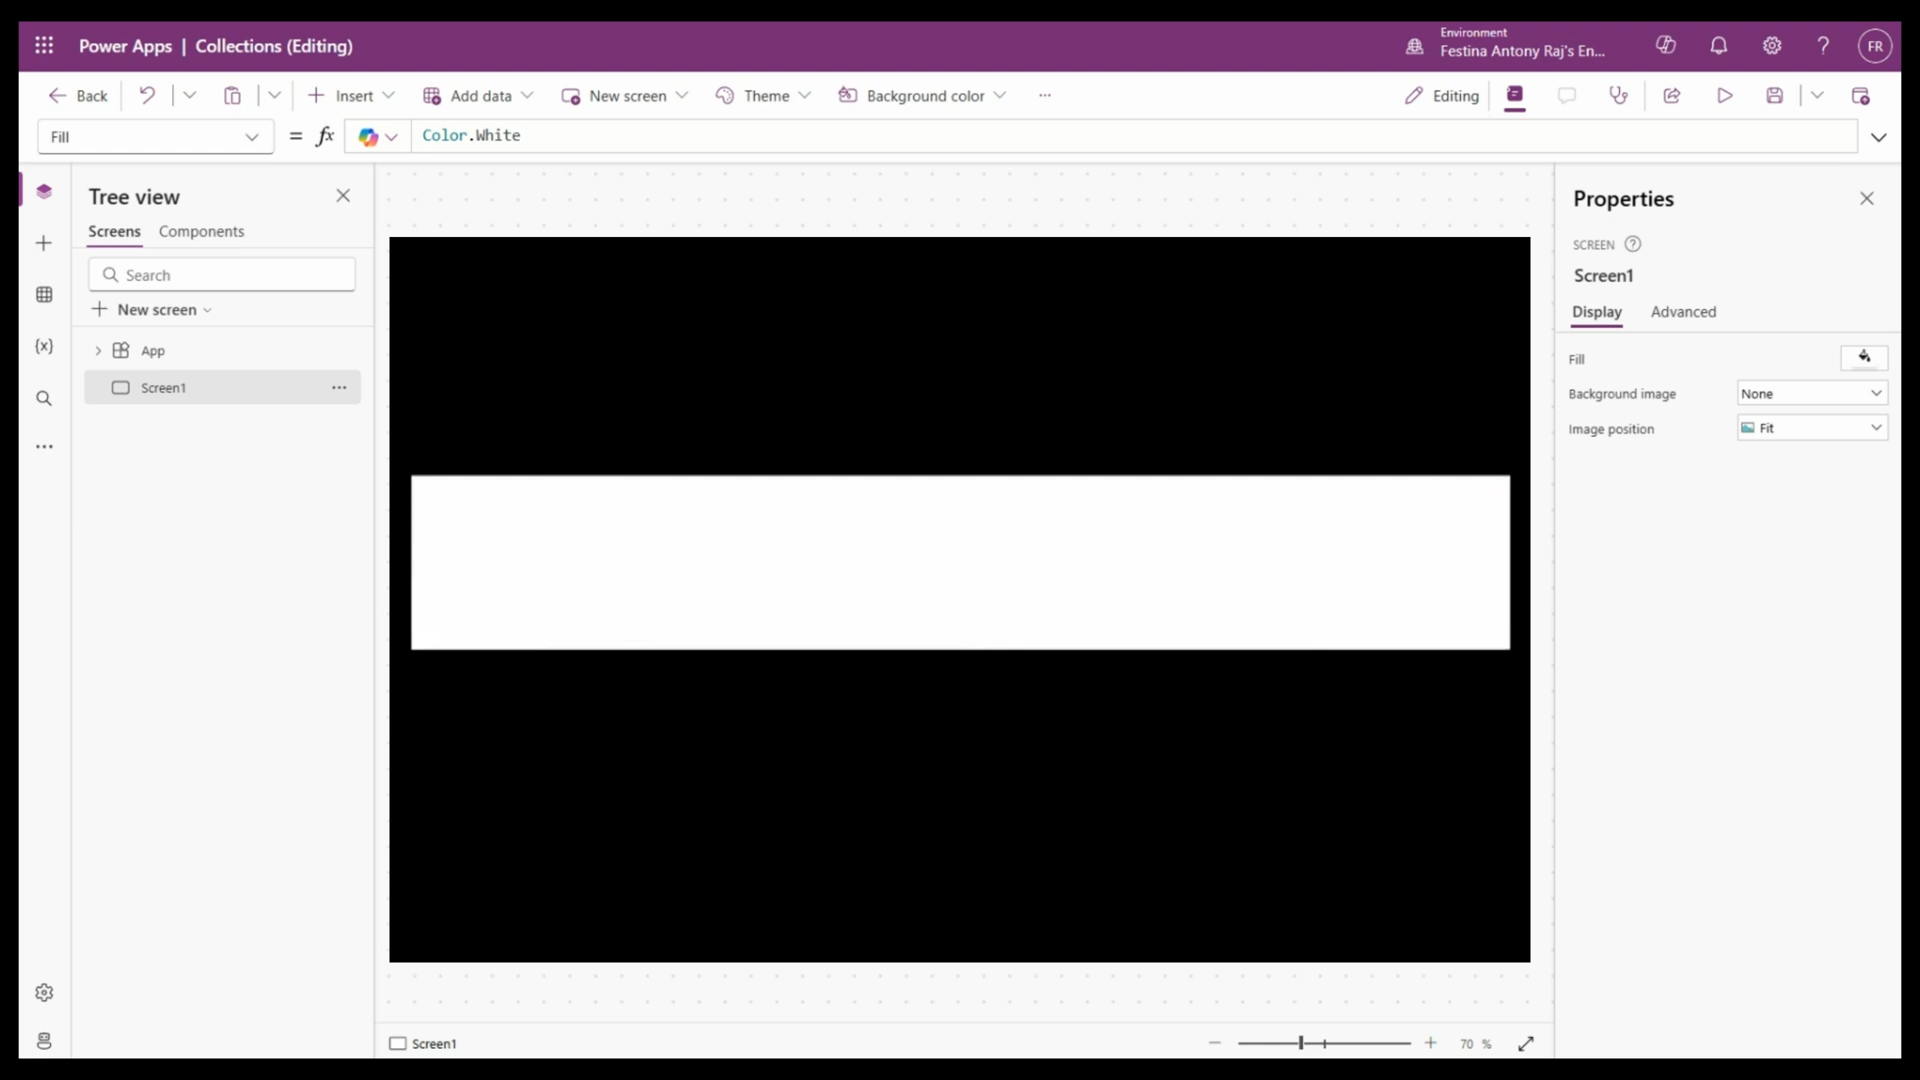 Power Apps | Collections (Editing)
Environment
Festina Antony Raj's En...
FR
Back
Insert
Add data
New screen
Theme
Background color
...
Editing
Fill
= fx
Color.White
Tree view
Screens
Components
Search
New screen
App
Screen1
...
Properties
SCREEN
Screen1
Display
Advanced
Fill
Background image
None
Image position
Fit
Screen1
70 %